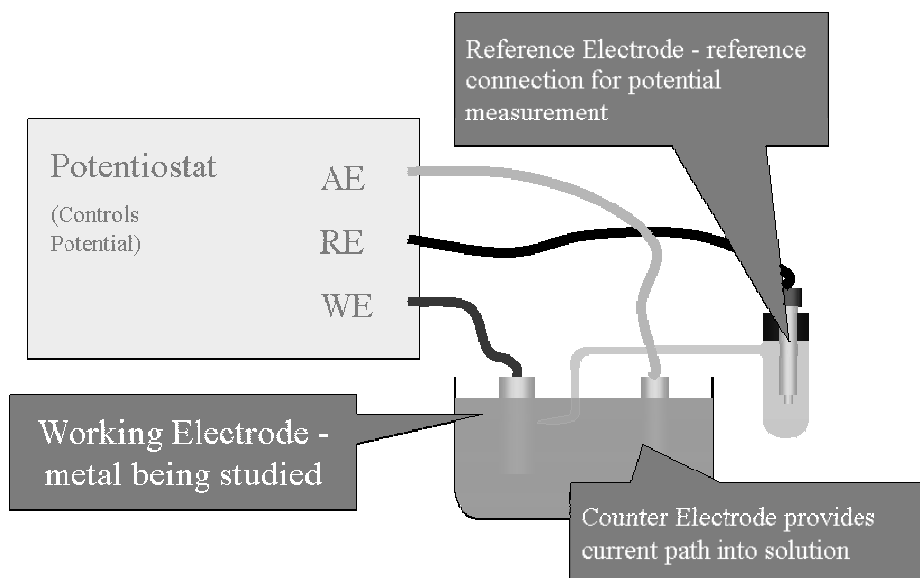 Reference Electrode - reference
connection for potential
measurement
Potentiostat
(Controls
Potential)
AE
RE
WE
Working Electrode -
metal being studied
Counter Electrode provides
current path into solution